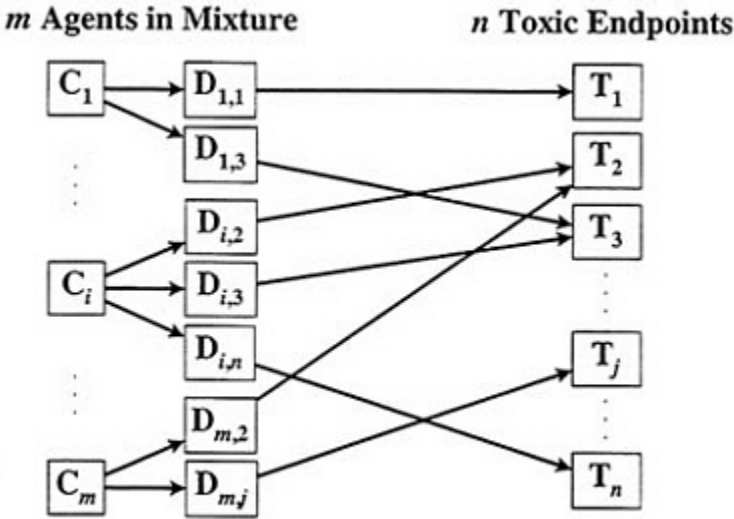 m Agents in Mixture
n Toxic Endpoints
C1
D1,1
T1
D1,3
T2
Di,2
T3
Ci
Di,3
Di,n
Tj
Dm,2
Cm
Dm,j
Tn